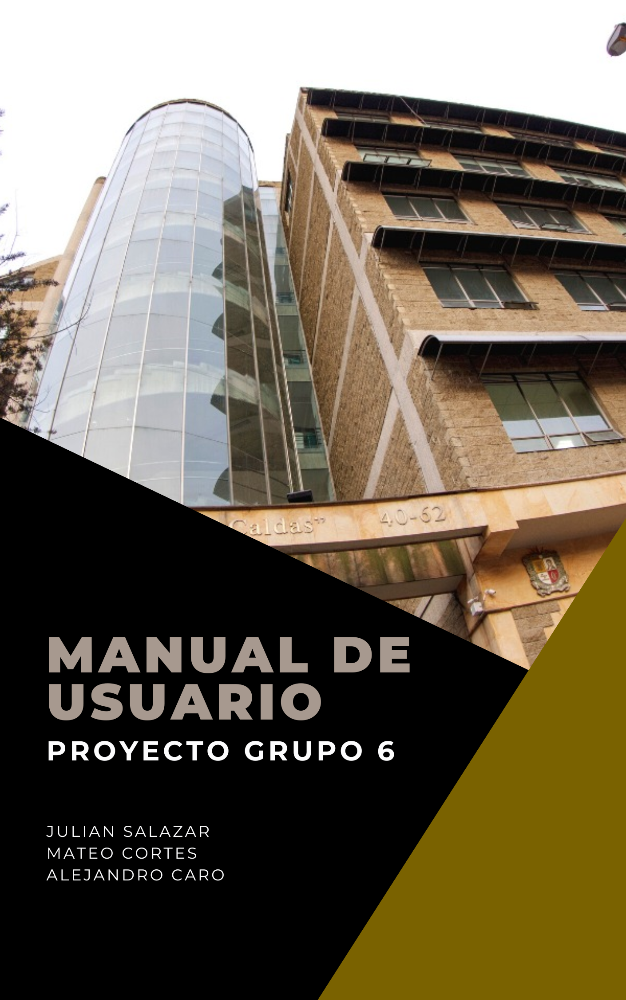 Caldas” 40-62
MANUAL DE
USUARIO
PROYECTO GRUPO 6
JULIAN SALAZAR
MATEO CORTES
ALEJANDRO CARO